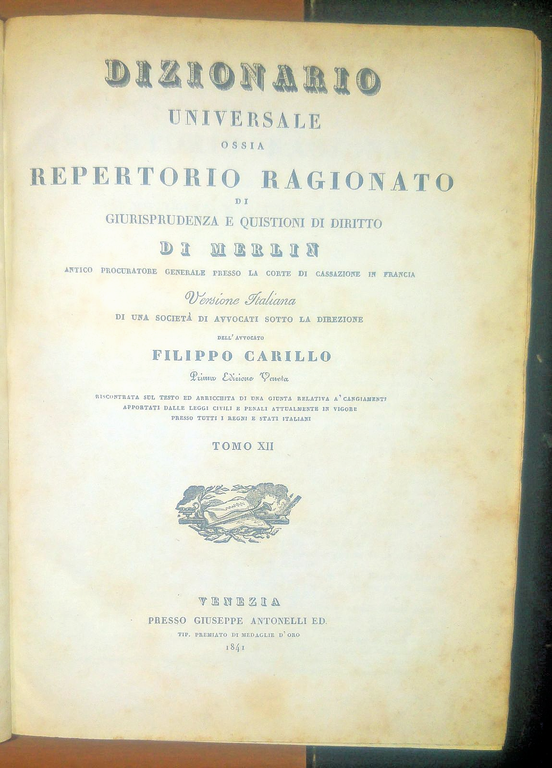 DIZIONARIO
UNIVERSALE
OSSIA
REPERTORIO RAGIONATO
DI
GIURISPRUDENZA E QUISTIONI DI DIRITTO
DI MERLIN
ANTICO PROCURATORE GENERALE PRESSO LA CORTE DI CASSAZIONE IN FRANCIA
Versione Italiana
DI UNA SOCIETÀ DI AVVOCATI SOTTO LA DIREZIONE
DELL' AVVOCATO
FILIPPO CARILLO
Prima Edizione Veneta
RISCONTRATA SUL TESTO ED ARRICCHITA DI UNA GIUNTA RELATIVA A' CANGIAMENTI
APPORTATI DALLE LEGGI CIVILI E PENALI ATTUALMENTE IN VIGORE
PRESSO TUTTI I REGNI E STATI ITALIANI
TOMO XII
VENEZIA
PRESSO GIUSEPPE ANTONELLI ED.
TIP. PREMIATO DI MEDAGLIE D' ORO
1841